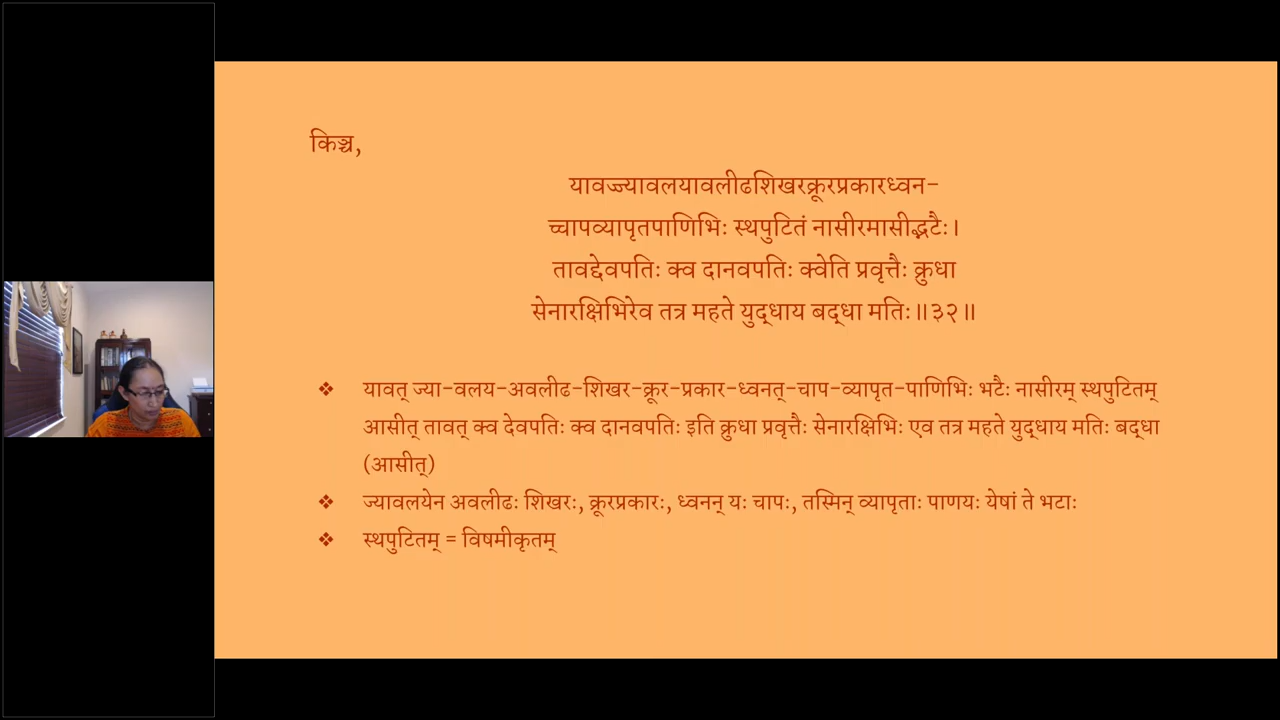 किञ्च,
यावज्ज्यावलयावलीढशिखरक्रूरप्रकारध्वन-
च्चापव्यापृतपाणिभिः स्थपुटितं नासीरमासीद्भटैः।
तावद्देवपतिः क्व दानवपतिः क्वेति प्रवृत्तैः क्रुधा
सेनारक्षिभिरेव तत्र महते युद्धाय बद्धा मतिः॥३२॥
❖ यावत् ज्या-वलय-अवलीढ-शिखर-क्रूर-प्रकार-ध्वनत्-चाप-व्यापृत-पाणिभिः भटैः नासीरम् स्थपुटितम्
आसीत् तावत् क्व देवपतिः क्व दानवपतिः इति क्रुधा प्रवृत्तैः सेनारक्षिभिः एव तत्र महते युद्धाय मतिः बद्धा
(आसीत्)
❖ ज्यावलयेन अवलीढः शिखरः, क्रूरप्रकारः, ध्वनन् यः चापः, तस्मिन् व्यापृताः पाणयः येषां ते भटाः
❖ स्थपुटितम् = विषमीकृतम्